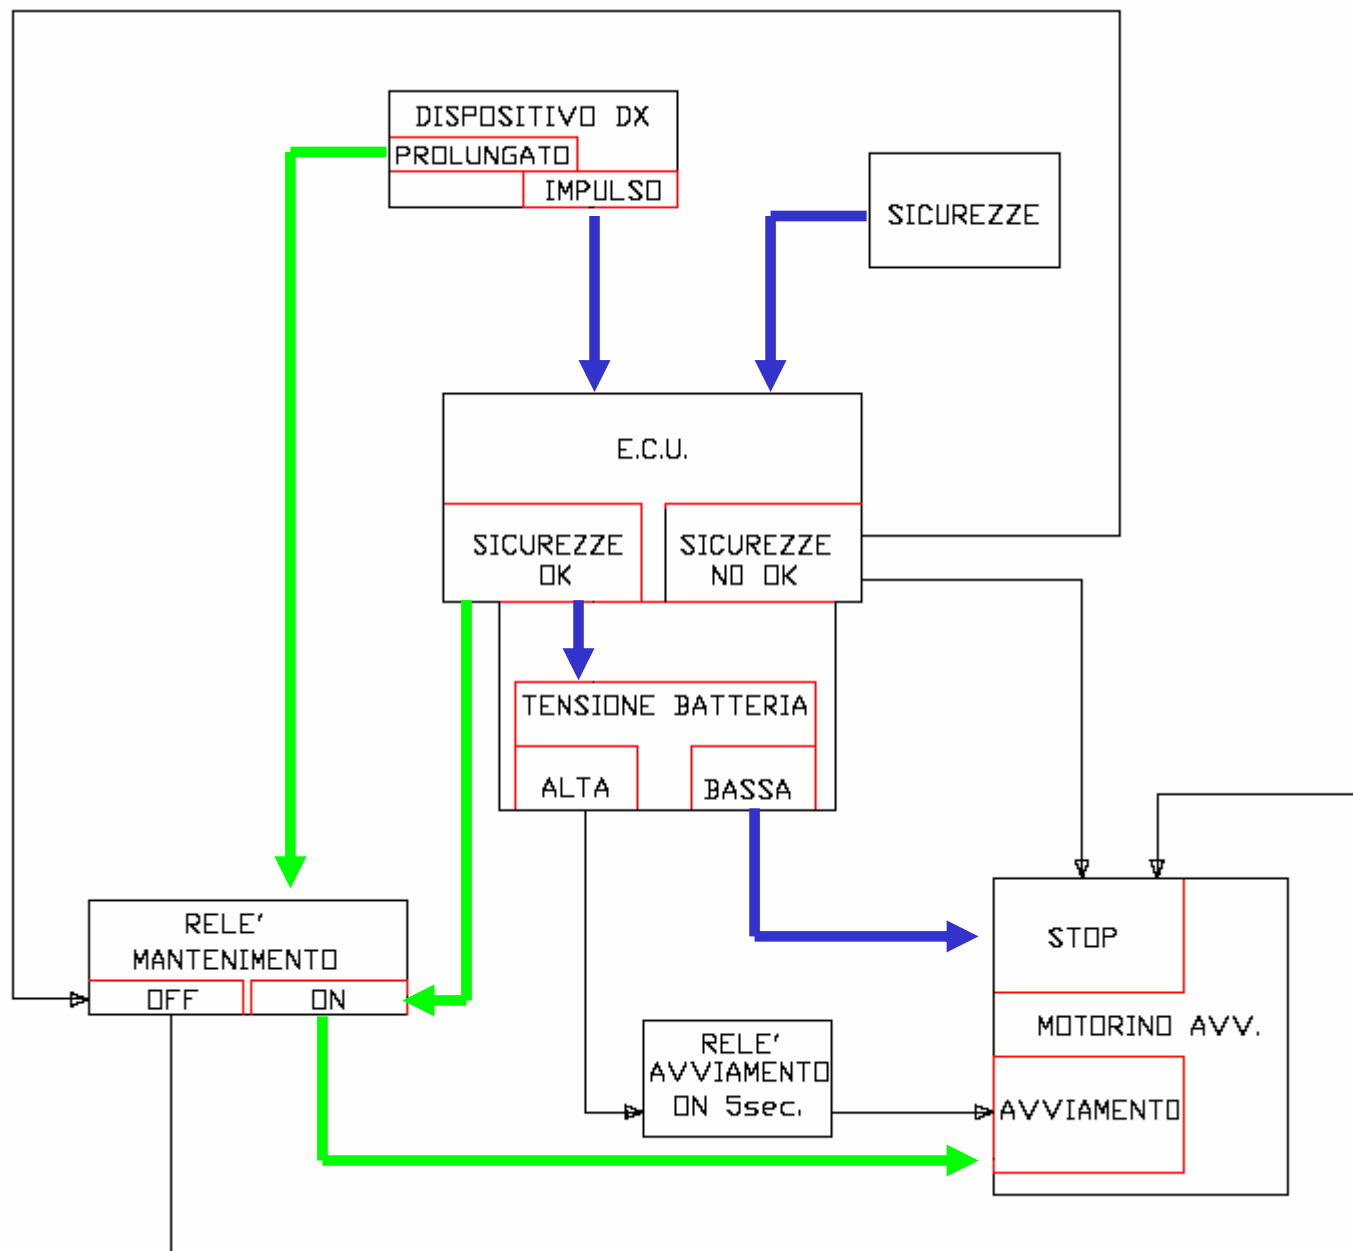 DISPOSITIVO DX
PROLUNGATO
IMPULSO
SICUREZZE
E.C.U.
SICUREZZE
OK
SICUREZZE
NO OK
TENSIONE BATTERIA
ALTA
BASSA
RELE'
MANTENIMENTO
OFF
ON
STOP
MOTORINO AVV.
RELE'
AVVIAMENTO
ON 5sec.
AVVIAMENTO